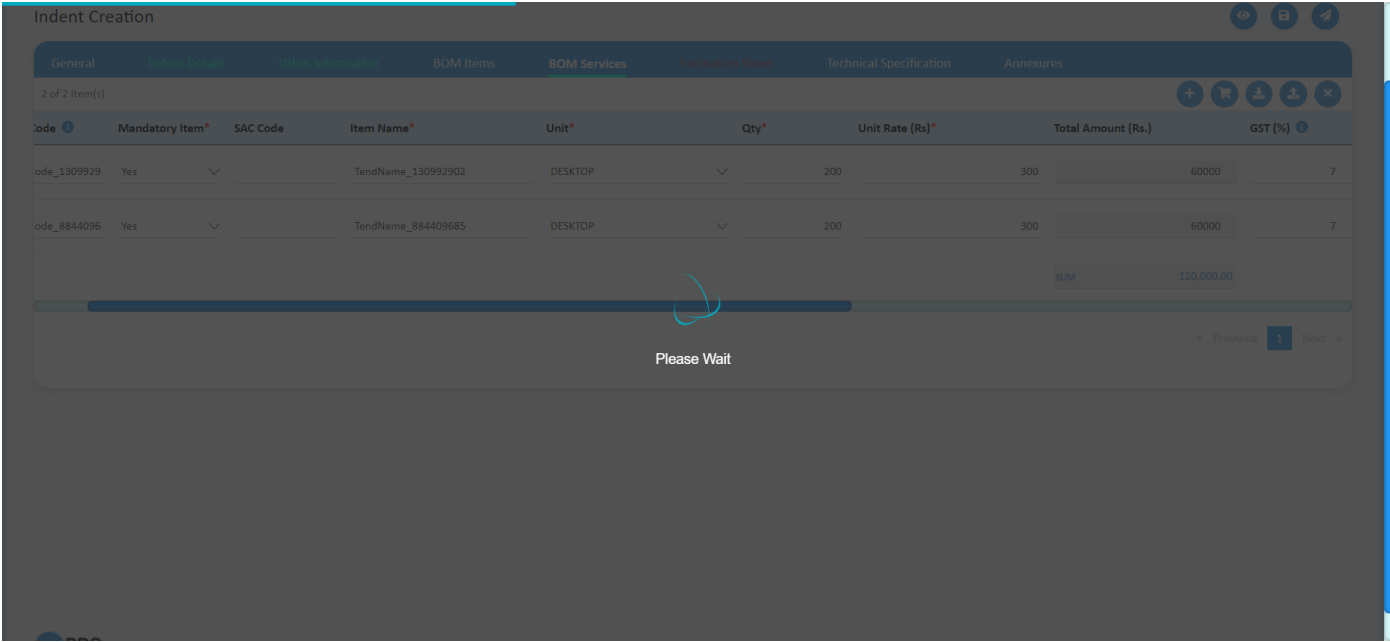 Indent Creation
General Indent Details Other Information BOM Items BOM Services Technical Specification Annexures
2 of 2 Item(s)
Code Mandatory Item* SAC Code Item Name* Unit* Qty* Unit Rate (Rs)* Total Amount (Rs.) GST (%)
ode_1309929 Yes TendName_130992902 DESKTOP 200 300 60000 7
ode_8844096 Yes TendName_884409685 DESKTOP 200 300 60000 7
SUM 120,000.00
« Previous 1 Next »
Please Wait